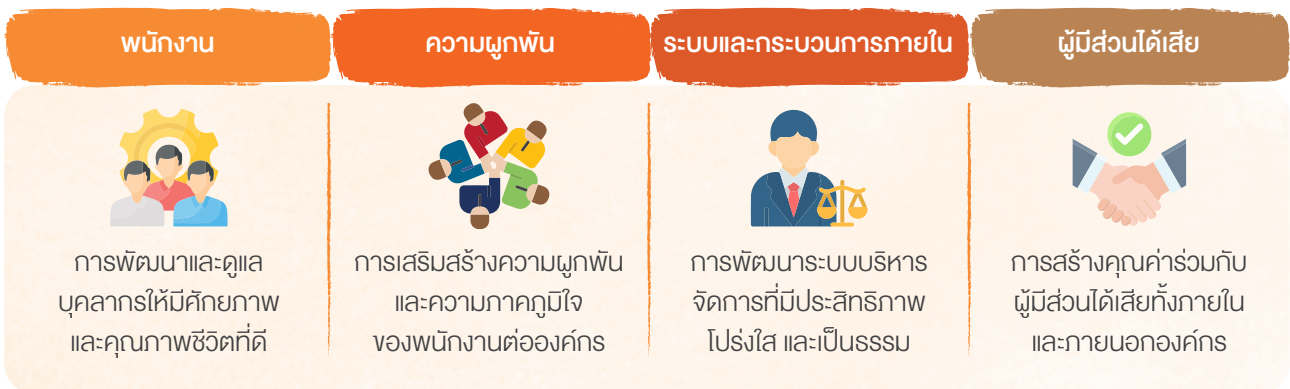 พนักงาน
การพัฒนาและดูแล
บุคลากรให้มีศักยภาพ
และคุณภาพชีวิตที่ดี
ความผูกพัน
การเสริมสร้างความผูกพัน
และความภาคภูมิใจ
ของพนักงานต่อองค์กร
ระบบและกระบวนการภายใน
การพัฒนาระบบบริหาร
จัดการที่มีประสิทธิภาพ
โปร่งใส และเป็นธรรม
ผู้มีส่วนได้เสีย
การสร้างคุณค่าร่วมกับ
ผู้มีส่วนได้เสียทั้งภายใน
และภายนอกองค์กร